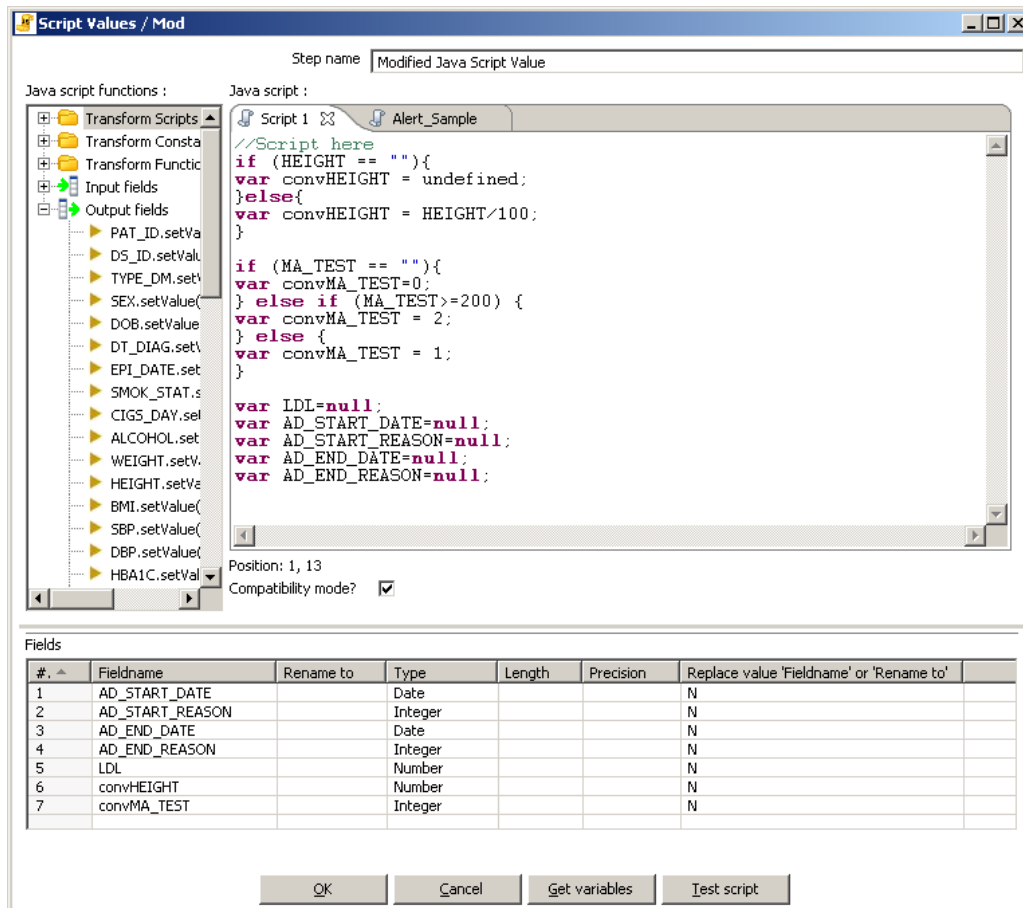 Script Values / Mod
Step name Modified Java Script Value
Java script functions :
Transform Scripts
Transform Consta
Transform Functic
Input fields
Output fields
PAT_ID.setVa
DS_ID.setValu
TYPE_DM.set
SEX.setValue(
DOB.setValue
DT_DIAG.set
EPI_DATE.set
SMOK_STAT.s
CIGS_DAY.se
ALCOHOL.set
WEIGHT.setV
HEIGHT.setVa
BMI.setValue(
SBP.setValue(
DBP.setValue(
HBA1C.setVal
Java script :
Script 1 Alert_Sample
//Script here
if (HEIGHT == ""){
var convHEIGHT = undefined;
}else{
var convHEIGHT = HEIGHT/100;
}
if (MA_TEST == ""){
var convMA_TEST=0;
} else if (MA_TEST>=200) {
var convMA_TEST = 2;
} else {
var convMA_TEST = 1;
}
var LDL=null;
var AD_START_DATE=null;
var AD_START_REASON=null;
var AD_END_DATE=null;
var AD_END_REASON=null;
Position: 1, 13
Compatibility mode?
Fields
#. Fieldname Rename to Type Length Precision Replace value 'Fieldname' or 'Rename to'
1 AD_START_DATE Date N
2 AD_START_REASON Integer N
3 AD_END_DATE Date N
4 AD_END_REASON Integer N
5 LDL Number N
6 convHEIGHT Number N
7 convMA_TEST Integer N
OK Cancel Get variables Test script